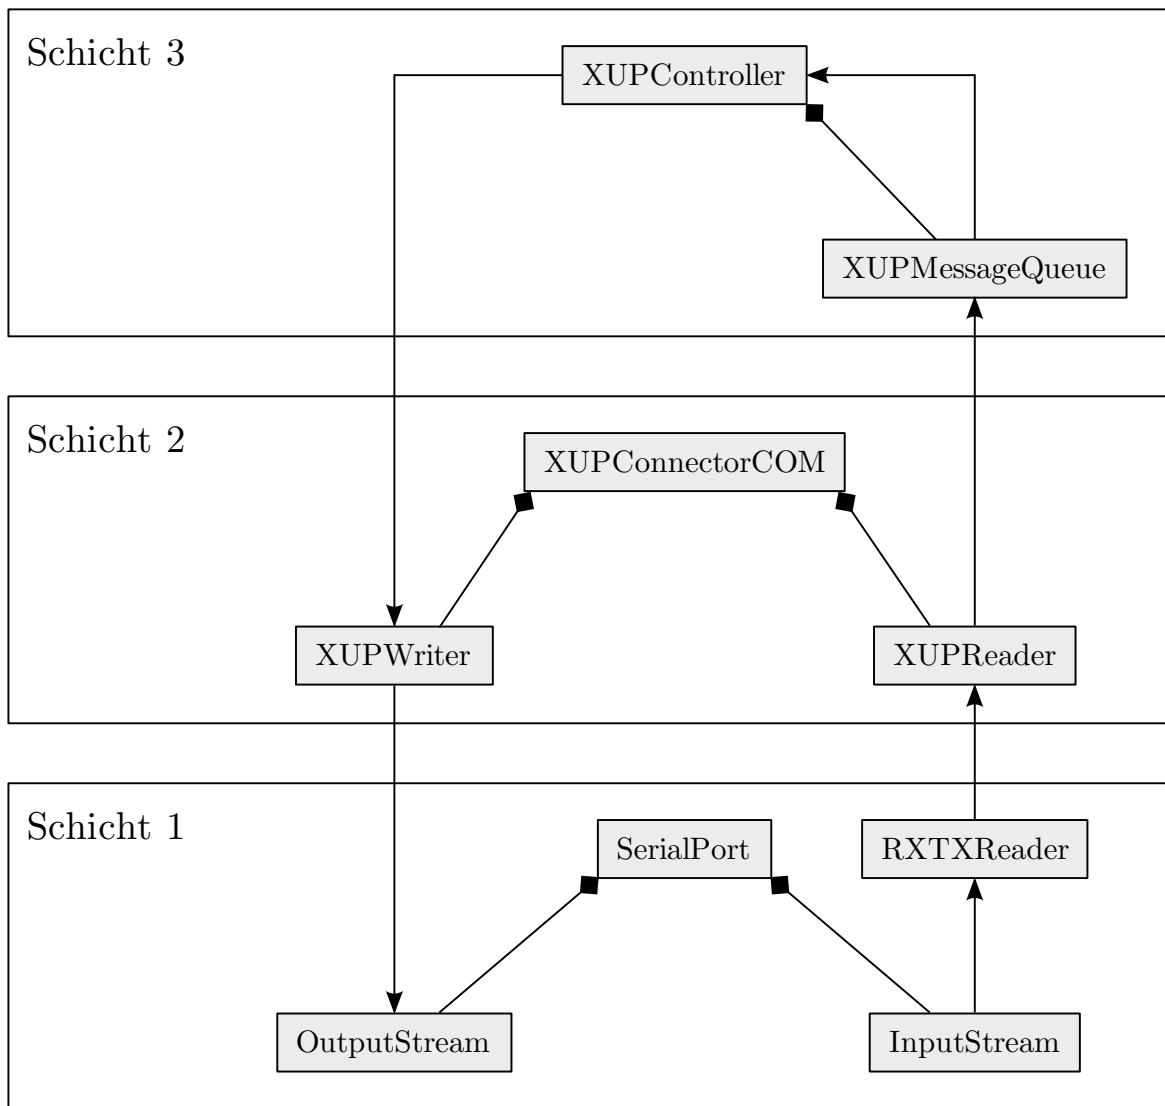 Schicht 3
XUPController
XUPMessageQueue
Schicht 2
XUPConnectorCOM
XUPWriter
XUPReader
Schicht 1
SerialPort
RXTXReader
OutputStream
InputStream